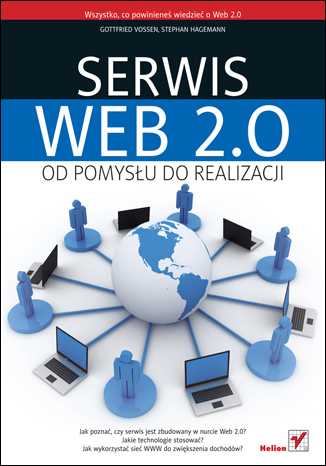 Wszystko, co powinieneś wiedzieć o Web 2.0
GOTTFRIED VOSSEN, STEPHAN HAGEMANN
SERWIS
WEB 2.0
OD POMYSŁU DO REALIZACJI
Jak poznać, czy serwis jest zbudowany w nurcie Web 2.0?
Jakie technologie stosować?
Jak wykorzystać sieć WWW do zwiększenia dochodów?
Helion